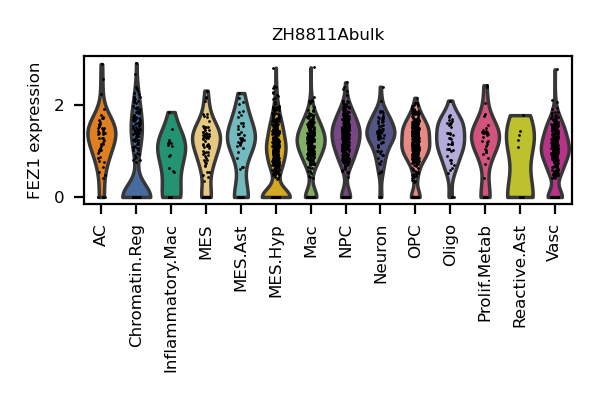 ZH8811Abulk
FEZ1 expression
2
0
AC
Chromatin.Reg
Inflammatory.Mac
MES
MES.Ast
MES.Hyp
Mac
NPC
Neuron
OPC
Oligo
Prolif.Metab
Reactive.Ast
Vasc